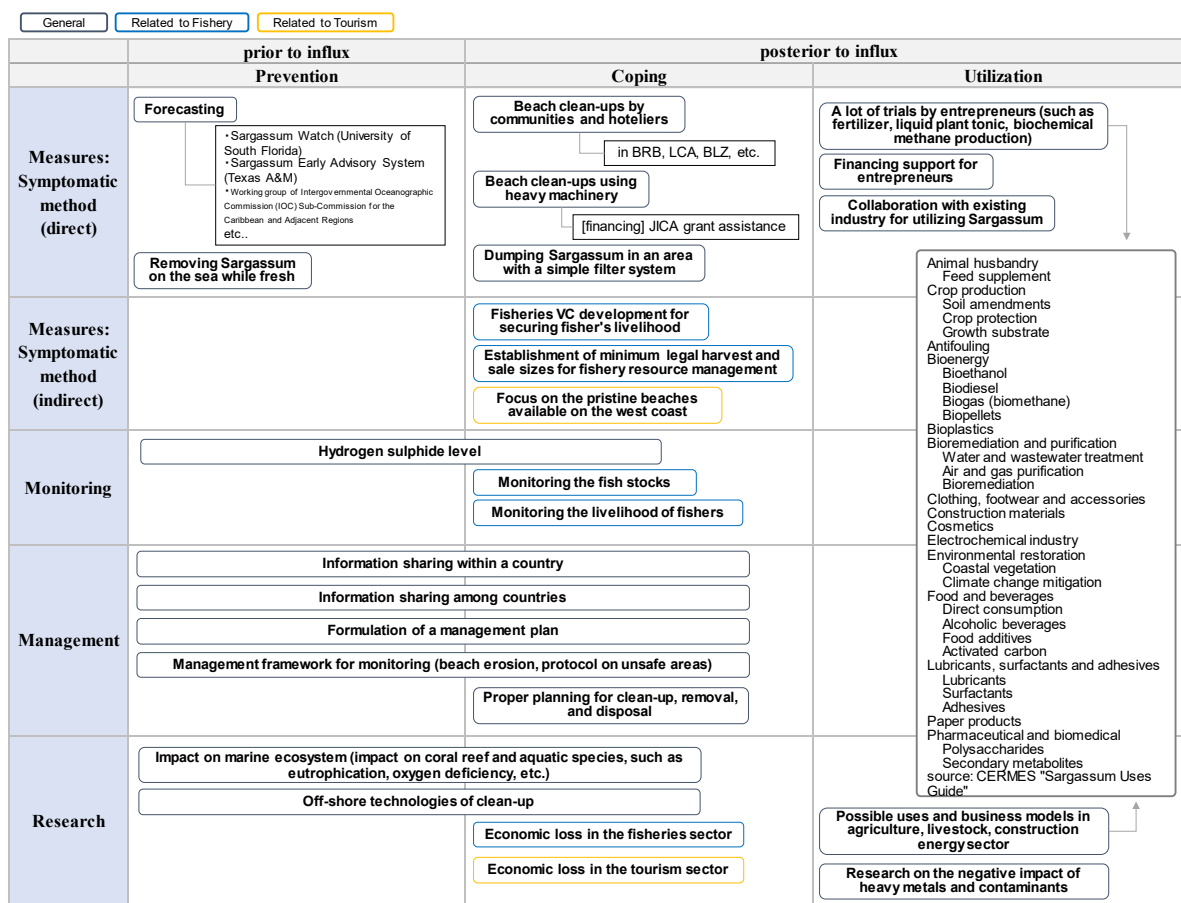 General
Related to Fishery
Related to Tourism
prior to influx
posterior to influx
Prevention
Coping
Utilization
Measures:
Symptomatic
method
(direct)
Forecasting
・Sargassum Watch (University of
South Florida)
・Sargassum Early Advisory System
(Texas A&M)
・Working group of Intergovernmental Oceanographic
Commission (IOC) Sub-Commission for the
Caribbean and Adjacent Regions
etc..
Removing Sargassum
on the sea while fresh
Beach clean-ups by
communities and hoteliers
in BRB, LCA, BLZ, etc.
Beach clean-ups using
heavy machinery
[financing] JICA grant assistance
Dumping Sargassum in an area
with a simple filter system
A lot of trials by entrepreneurs (such as
fertilizer, liquid plant tonic, biochemical
methane production)
Financing support for
entrepreneurs
Collaboration with existing
industry for utilizing Sargassum
Measures:
Symptomatic
method
(indirect)
Fisheries VC development for
securing fisher's livelihood
Establishment of minimum legal harvest and
sale sizes for fishery resource management
Focus on the pristine beaches
available on the west coast
Monitoring
Hydrogen sulphide level
Monitoring the fish stocks
Monitoring the livelihood of fishers
Management
Information sharing within a country
Information sharing among countries
Formulation of a management plan
Management framework for monitoring (beach erosion, protocol on unsafe areas)
Proper planning for clean-up, removal,
and disposal
Animal husbandry
Feed supplement
Crop production
Soil amendments
Crop protection
Growth substrate
Antifouling
Bioenergy
Bioethanol
Biodiesel
Biogas (biomethane)
Biopellets
Bioplastics
Bioremediation and purification
Water and wastewater treatment
Air and gas purification
Bioremediation
Clothing, footwear and accessories
Construction materials
Cosmetics
Electrochemical industry
Environmental restoration
Coastal vegetation
Climate change mitigation
Food and beverages
Direct consumption
Alcoholic beverages
Food additives
Activated carbon
Lubricants, surfactants and adhesives
Lubricants
Surfactants
Adhesives
Paper products
Pharmaceutical and biomedical
Polysaccharides
Secondary metabolites
source: CERMES "Sargassum Uses
Guide"
Research
Impact on marine ecosystem (impact on coral reef and aquatic species, such as
eutrophication, oxygen deficiency, etc.)
Off-shore technologies of clean-up
Economic loss in the fisheries sector
Economic loss in the tourism sector
Possible uses and business models in
agriculture, livestock, construction
energy sector
Research on the negative impact of
heavy metals and contaminants